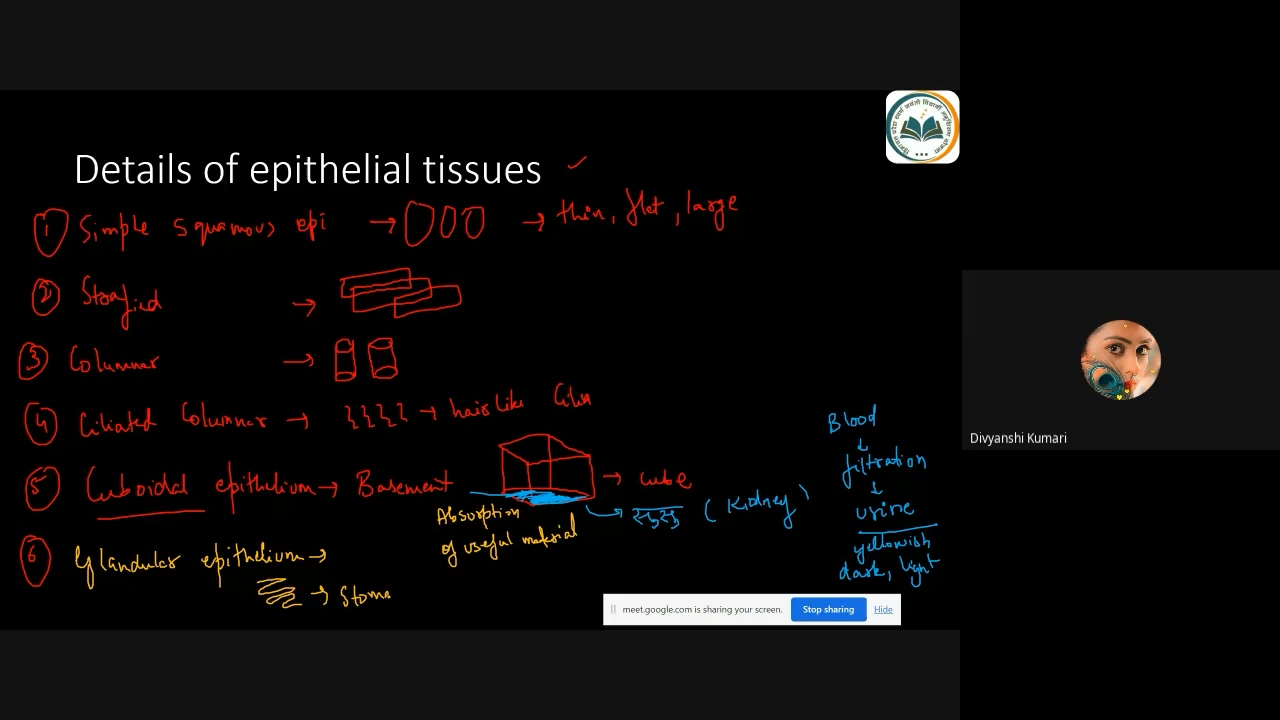 Details of epithelial tissues
1 Simple squamous epi → → thin, flat, large
2 →
3 Columnar →
4 Ciliated Columnar → → hair like Cilia
5 Cuboidal epithelium → Basement → cube
Absorption
of useful material
(Kidney)
6 Glandular epithelium →
→ Stoma
Blood
↓
filtration
↓
urine
yellowish
dark, light
Divyanshi Kumari
meet.google.com is sharing your screen. Stop sharing Hide